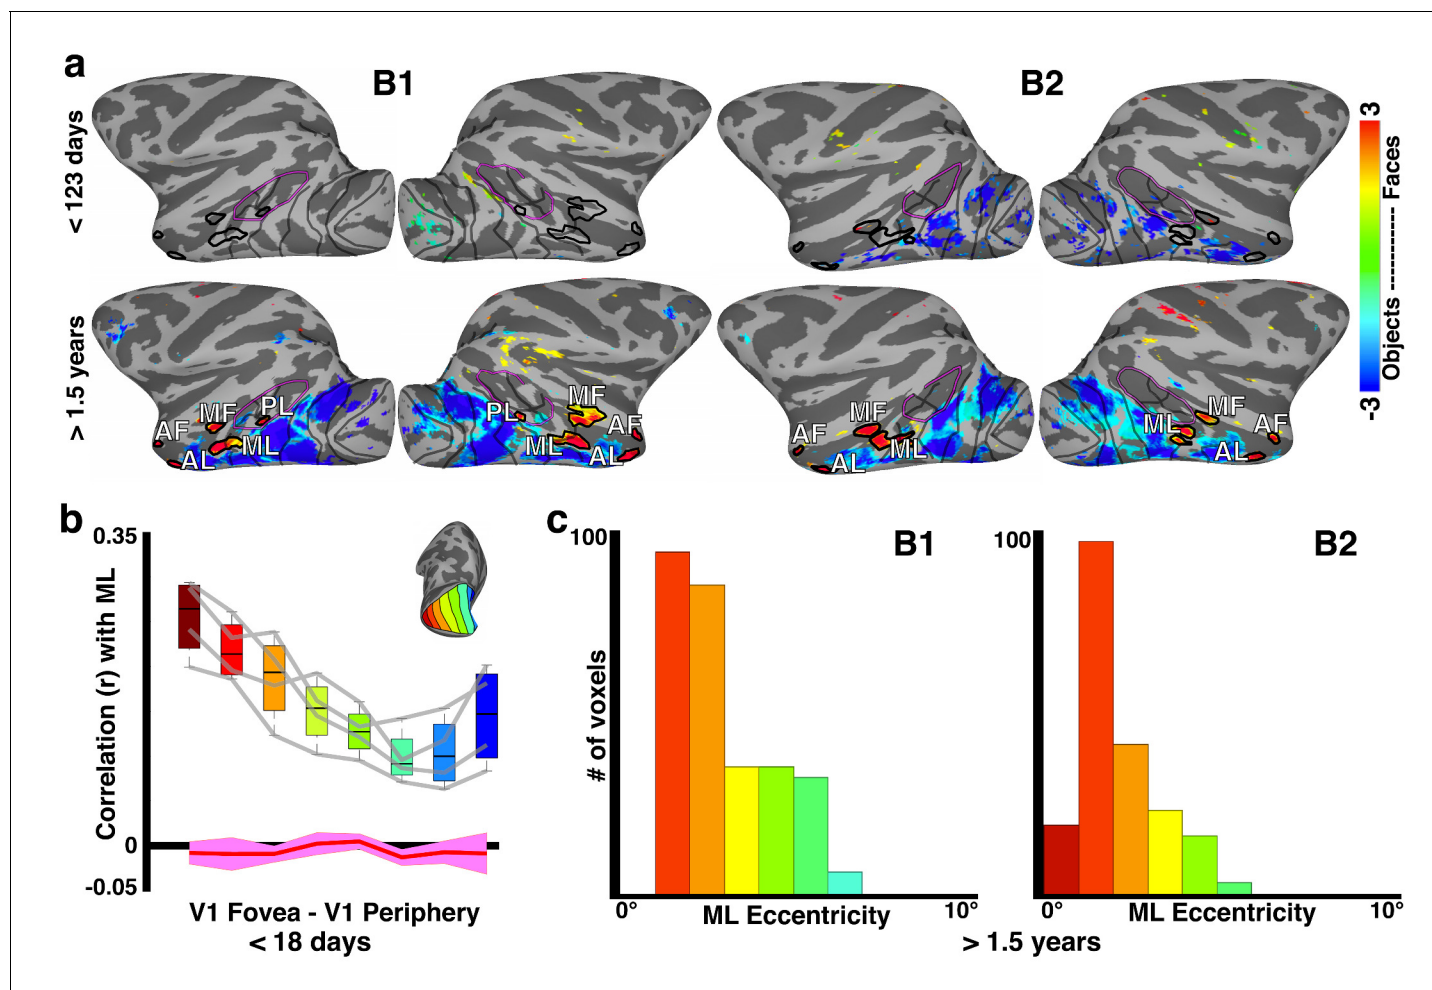 a
B1
B2
< 123 days
> 1.5 years
3
Objects ------------ Faces
-3
MF
PL
AF
ML
AL
PL
MF
AF
ML
AL
MF
AF
ML
AL
MF
ML
AF
AL
b
0.35
Correlation (r) with ML
0
-0.05
V1 Fovea - V1 Periphery
< 18 days
c
100
B1
# of voxels
0° ML Eccentricity 10°
100
B2
0° ML Eccentricity 10°
> 1.5 years